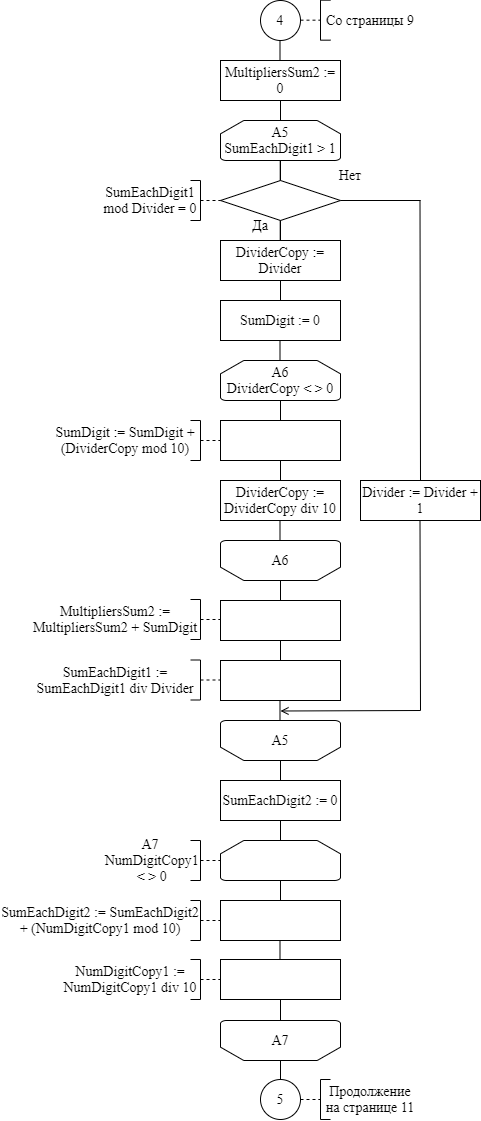 4
Со страницы 9
MultipliersSum2 :=
0
A5
SumEachDigit1 > 1
Нет
SumEachDigit1
mod Divider = 0
Да
DividerCopy :=
Divider
SumDigit := 0
A6
DividerCopy < > 0
SumDigit := SumDigit +
(DividerCopy mod 10)
DividerCopy :=
DividerCopy div 10
Divider := Divider +
1
A6
MultipliersSum2 :=
MultipliersSum2 + SumDigit
SumEachDigit1 :=
SumEachDigit1 div Divider
A5
SumEachDigit2 := 0
A7
NumDigitCopy1
< > 0
SumEachDigit2 := SumEachDigit2
+ (NumDigitCopy1 mod 10)
NumDigitCopy1 :=
NumDigitCopy1 div 10
A7
5
Продолжение
на странице 11